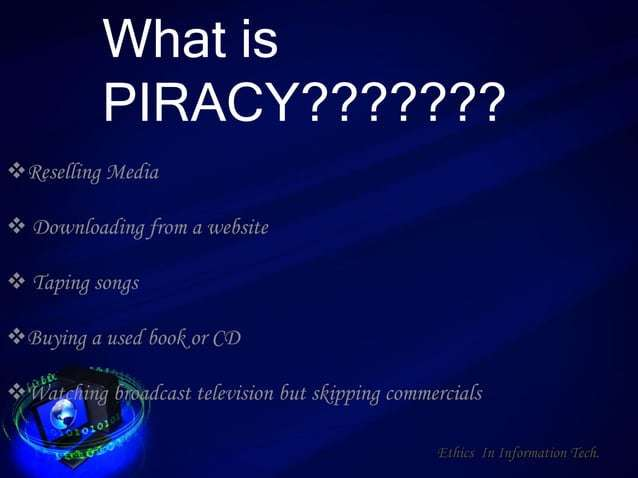 What is
PIRACY???????
❖Reselling Media
❖ Downloading from a website
❖ Taping songs
❖Buying a used book or CD
❖Watching broadcast television but skipping commercials
Ethics In Information Tech.